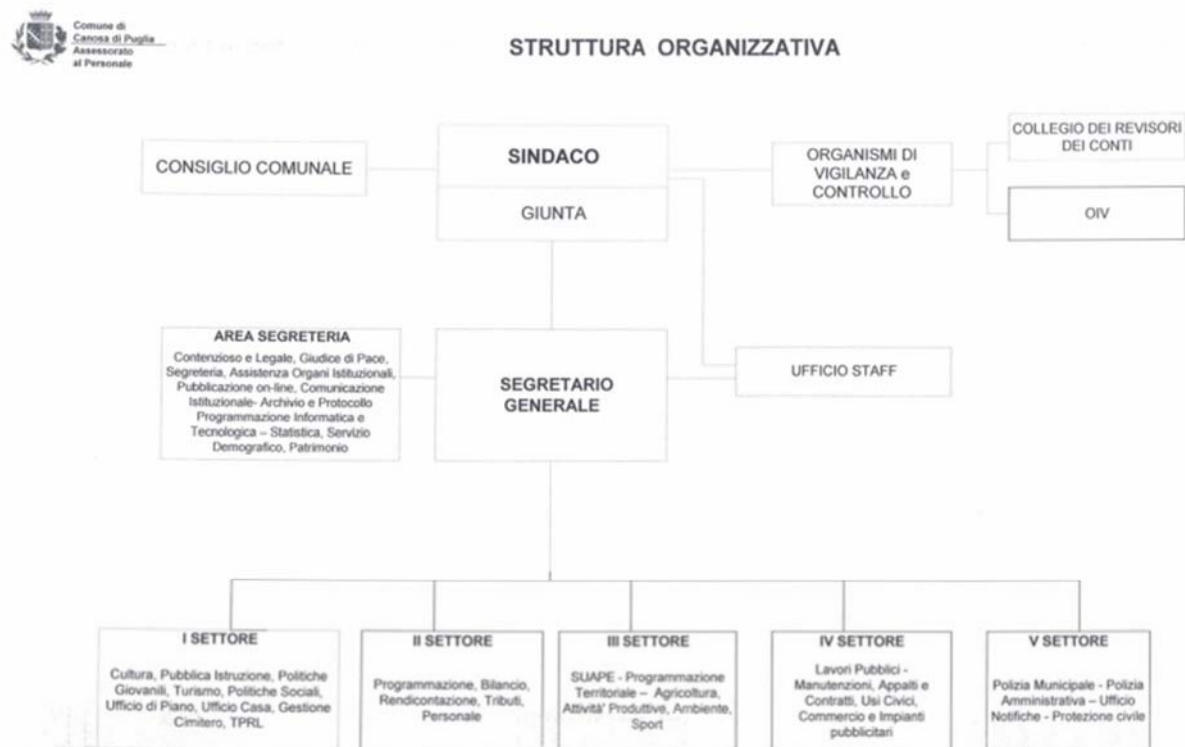 Comune di
Canosa di Puglia
Assessorato
al Personale
STRUTTURA ORGANIZZATIVA
CONSIGLIO COMUNALE
SINDACO
GIUNTA
ORGANISMI DI
VIGILANZA e
CONTROLLO
COLLEGIO DEI REVISORI
DEI CONTI
OIV
AREA SEGRETERIA
Contenzioso e Legale, Giudice di Pace,
Segreteria, Assistenza Organi Istituzionali,
Pubblicazione on-line, Comunicazione
Istituzionale- Archivio e Protocollo
Programmazione Informatica e
Tecnologica – Statistica, Servizio
Demografico, Patrimonio
SEGRETARIO
GENERALE
UFFICIO STAFF
I SETTORE
Cultura, Pubblica Istruzione, Politiche
Giovanili, Turismo, Politiche Sociali,
Ufficio di Piano, Ufficio Casa, Gestione
Cimitero, TPRL
II SETTORE
Programmazione, Bilancio,
Rendicontazione, Tributi,
Personale
III SETTORE
SUAPE - Programmazione
Territoriale – Agricoltura,
Attività' Produttive, Ambiente,
Sport
IV SETTORE
Lavori Pubblici -
Manutenzioni, Appalti e
Contratti, Usi Civici,
Commercio e Impianti
pubblicitari
V SETTORE
Polizia Municipale - Polizia
Amministrativa – Ufficio
Notifiche - Protezione civile